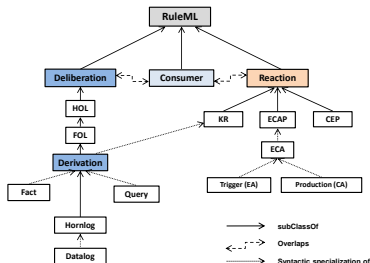 RuleML
Deliberation
Consumer
Reaction
HOL
KR
ECAP
CEP
FOL
ECA
Derivation
Trigger (EA)
Production (CA)
Fact
Query
Hornlog
subClassOf
Overlaps
Datalog
Syntactic specialization of